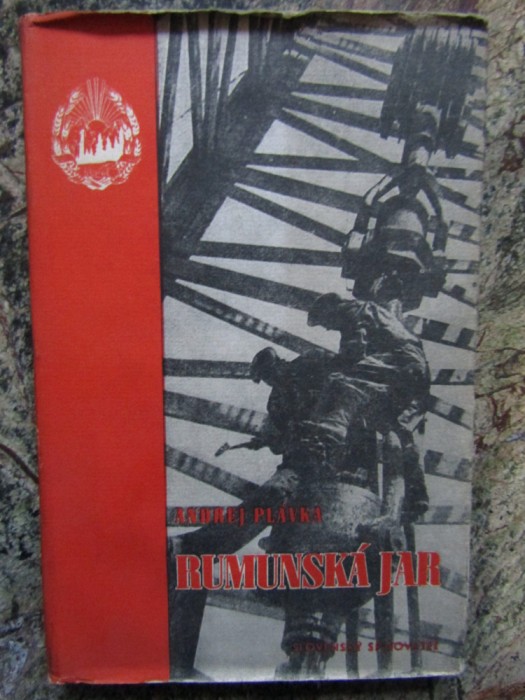 ANDREJ PLÁVKA
RUMUNSKÁ JAR
SLOVENSKÝ SPISOVATEĽ